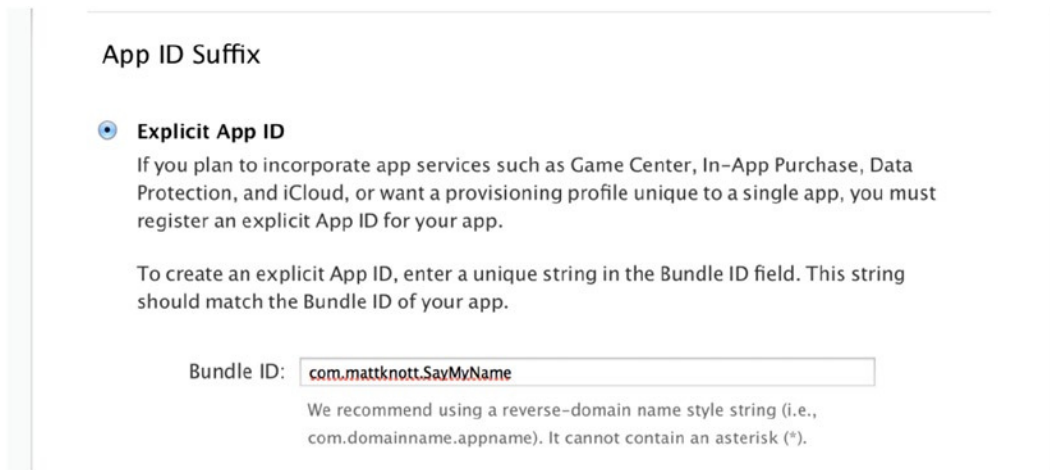 App ID Suffix
Explicit App ID
If you plan to incorporate app services such as Game Center, In-App Purchase, Data
Protection, and iCloud, or want a provisioning profile unique to a single app, you must
register an explicit App ID for your app.
To create an explicit App ID, enter a unique string in the Bundle ID field. This string
should match the Bundle ID of your app.
Bundle ID: com.mattknott.SayMyName
We recommend using a reverse-domain name style string (i.e.,
com.domainname.appname). It cannot contain an asterisk (*).